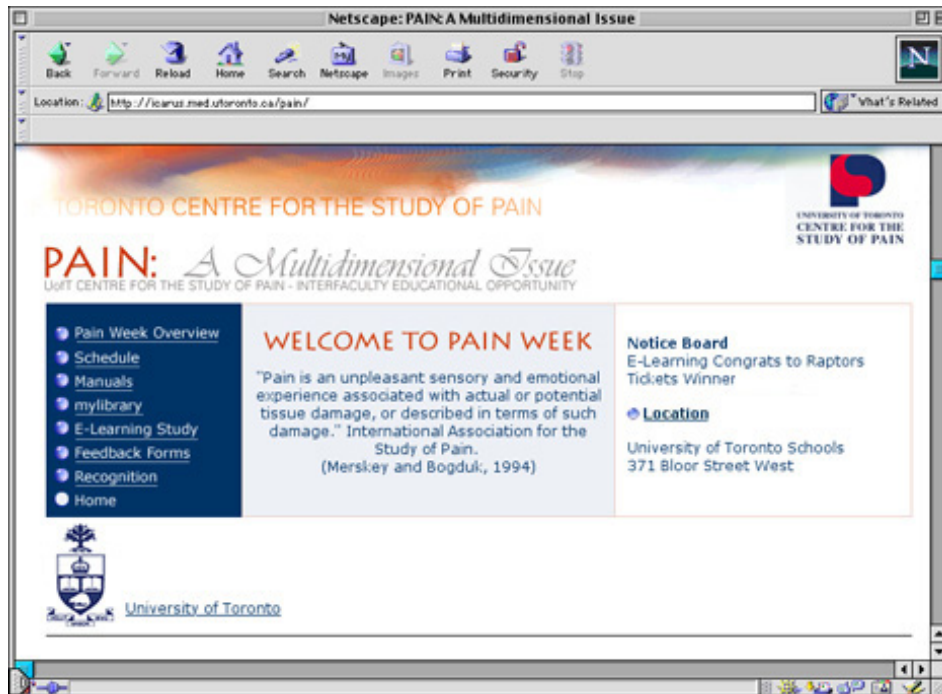 Netscape: PAIN: A Multidimensional Issue
Back Forward Reload Home Search Netscape Images Print Security Stop
Location: http://icarus.med.utoronto.ca/pain/ What's Related
TORONTO CENTRE FOR THE STUDY OF PAIN
UNIVERSITY OF TORONTO
CENTRE FOR THE
STUDY OF PAIN
PAIN: A Multidimensional Issue
UofT CENTRE FOR THE STUDY OF PAIN - INTERFACULTY EDUCATIONAL OPPORTUNITY
Pain Week Overview
Schedule
Manuals
mylibrary
E-Learning Study
Feedback Forms
Recognition
Home
WELCOME TO PAIN WEEK
"Pain is an unpleasant sensory and emotional
experience associated with actual or potential
tissue damage, or described in terms of such
damage." International Association for the
Study of Pain.
(Merskey and Bogduk, 1994)
Notice Board
E-Learning Congrats to Raptors
Tickets Winner
Location
University of Toronto Schools
371 Bloor Street West
University of Toronto